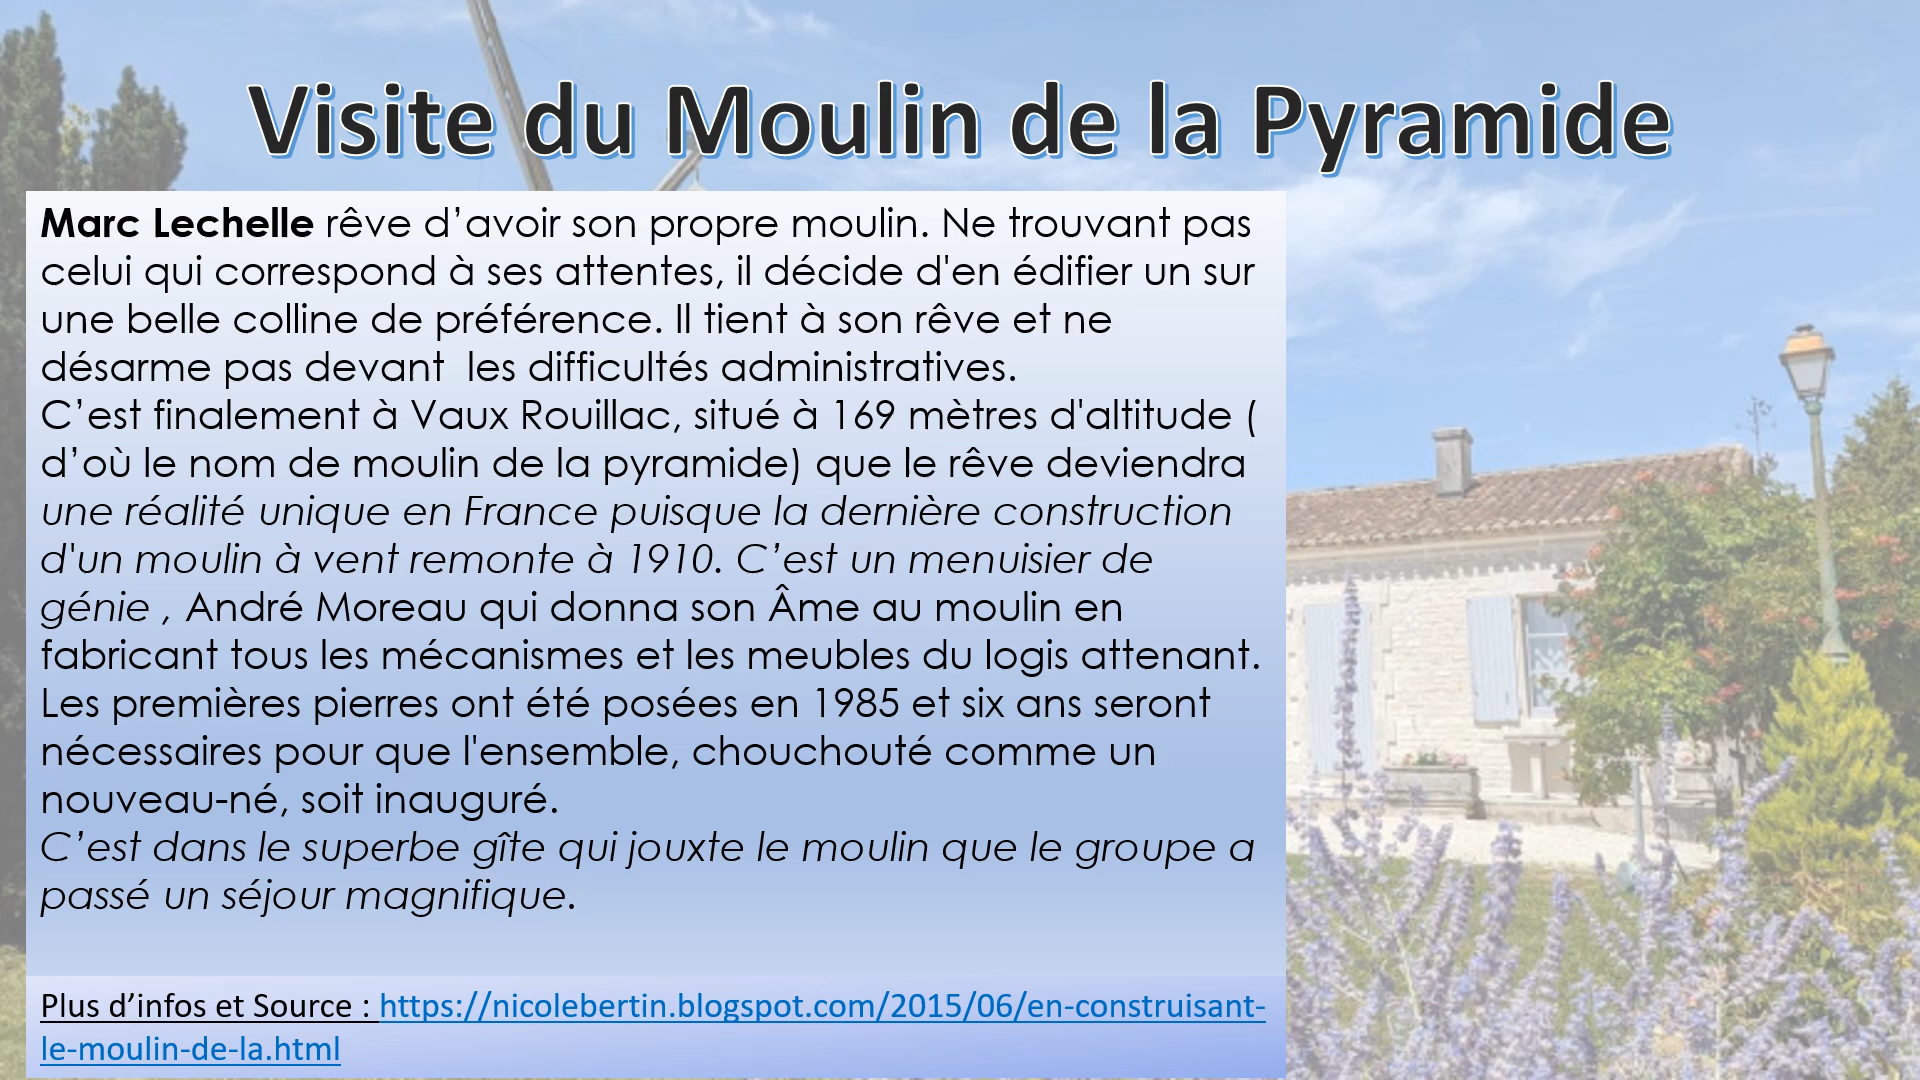 Visite du Moulin de la Pyramide
Marc Lechelle rêve d’avoir son propre moulin. Ne trouvant pas
celui qui correspond à ses attentes, il décide d'en édifier un sur
une belle colline de préférence. Il tient à son rêve et ne
désarme pas devant  les difficultés administratives.
C’est finalement à Vaux Rouillac, situé à 169 mètres d'altitude (
d’où le nom de moulin de la pyramide) que le rêve deviendra
une réalité unique en France puisque la dernière construction
d'un moulin à vent remonte à 1910. C’est un menuisier de
génie , André Moreau qui donna son Âme au moulin en
fabricant tous les mécanismes et les meubles du logis attenant.
Les premières pierres ont été posées en 1985 et six ans seront
nécessaires pour que l'ensemble, chouchouté comme un
nouveau-né, soit inauguré.
C’est dans le superbe gîte qui jouxte le moulin que le groupe a
passé un séjour magnifique.
Plus d’infos et Source : https://nicolebertin.blogspot.com/2015/06/en-construisant-
le-moulin-de-la.html